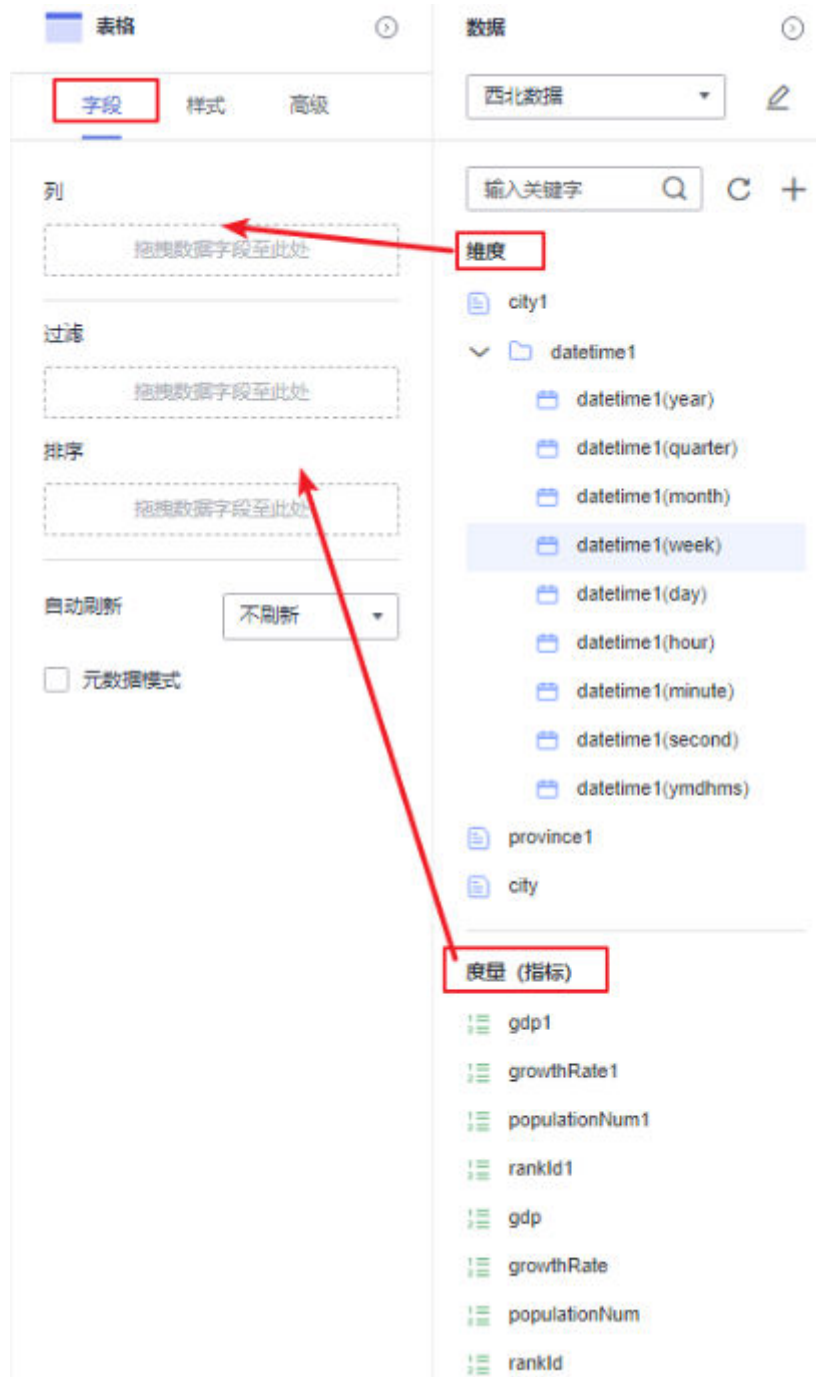 表格
字段
样式
高级
列
拖拽数据字段至此处
过滤
拖拽数据字段至此处
排序
拖拽数据字段至此处
自动刷新
不刷新
元数据模式
数据
西北数据
输入关键字
维度
city1
datetime1
datetime1(year)
datetime1(quarter)
datetime1(month)
datetime1(week)
datetime1(day)
datetime1(hour)
datetime1(minute)
datetime1(second)
datetime1(ymdhms)
province1
city
度量 (指标)
gdp1
growthRate1
populationNum1
rankId1
gdp
growthRate
populationNum
rankId